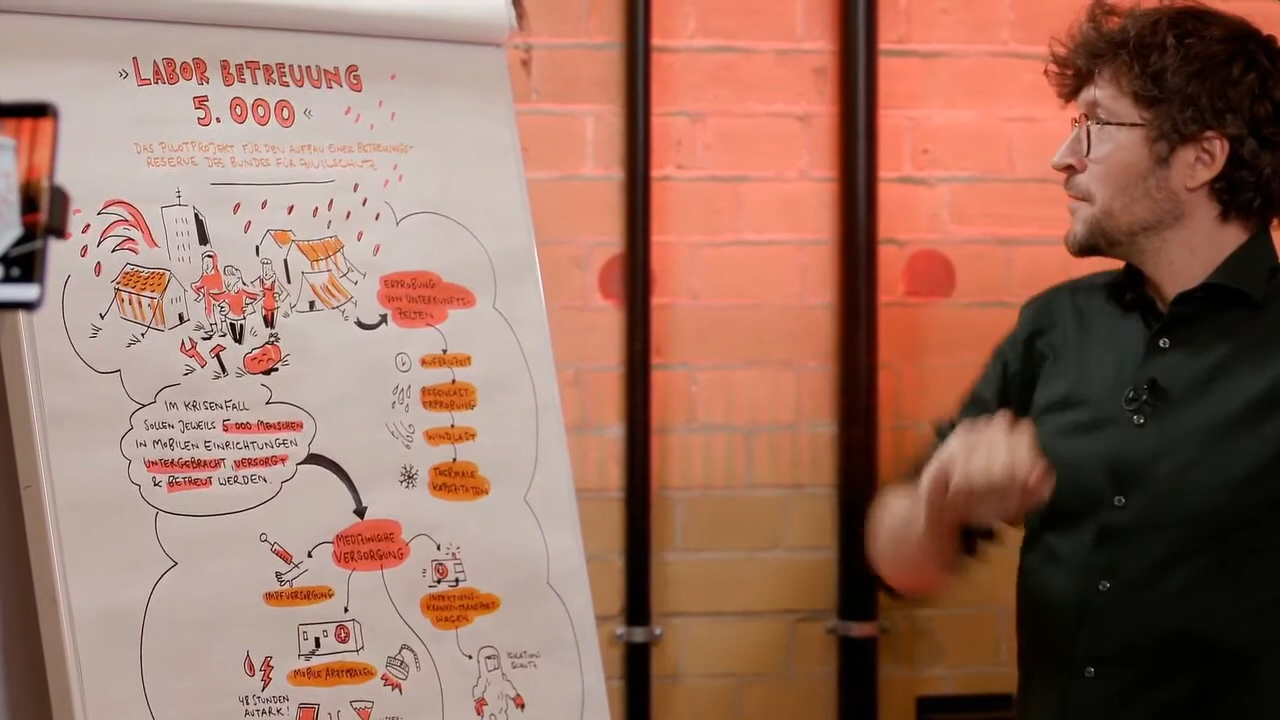 »LABOR BETREUUNG
5.000«
DAS PILOTPROJEKT FÜR DEN AUFBAU EINER BETREUUNGS-
RESERVE DES BUNDES FÜR ZIVILSCHUTZ
ERPROBUNG
VON UNTERKUNFTS-
ZELTEN
AUFBAUZEIT
REGENLAST-
ERPROBUNG
WINDLAST
THERMALE
KAPAZITÄTEN
IM KRISENFALL
SOLLEN JEWEILS 5.000 MENSCHEN
IN MOBILEN EINRICHTUNGEN
UNTERGEBRACHT, VERSORGT
& BETREUT WERDEN.
MEDIZINISCHE
VERSORGUNG
IMPFVERSORGUNG
INFEKTIONS-
KRANKENTRANSPORT
WAGEN
MOBILE ARZTPRAXEN
ISOLATIONS
SCHUTZ
48 STUNDEN
AUTARK!